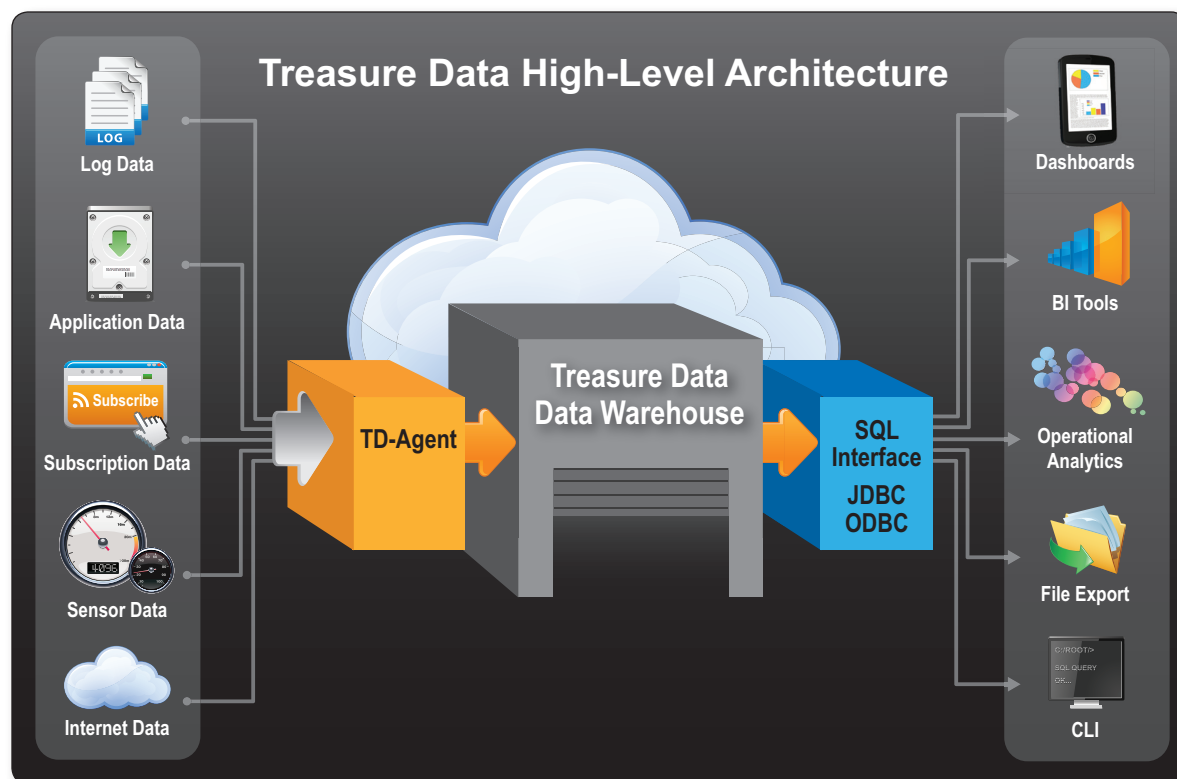 Treasure Data High-Level Architecture
LOG
Log Data
Application Data
Subscribe
Subscription Data
4096
Sensor Data
Internet Data
TD-Agent
Treasure Data
Data Warehouse
SQL
Interface
JDBC
ODBC
Dashboards
BI Tools
Operational
Analytics
File Export
C:/ROOT/>
SQL QUERY
OK...
CLI